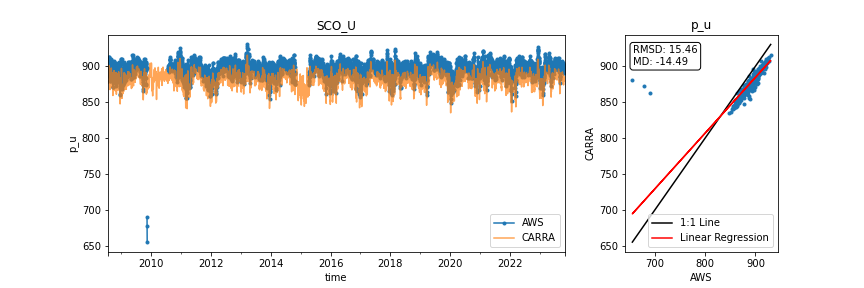 SCO_U
p_u
900
850
800
750
700
650
2010
2012
2014
2016
2018
2020
2022
time
AWS
CARRA
p_u
CARRA
900
850
800
750
700
650
RMSD: 15.46
MD: -14.49
1:1 Line
Linear Regression
700
800
900
AWS